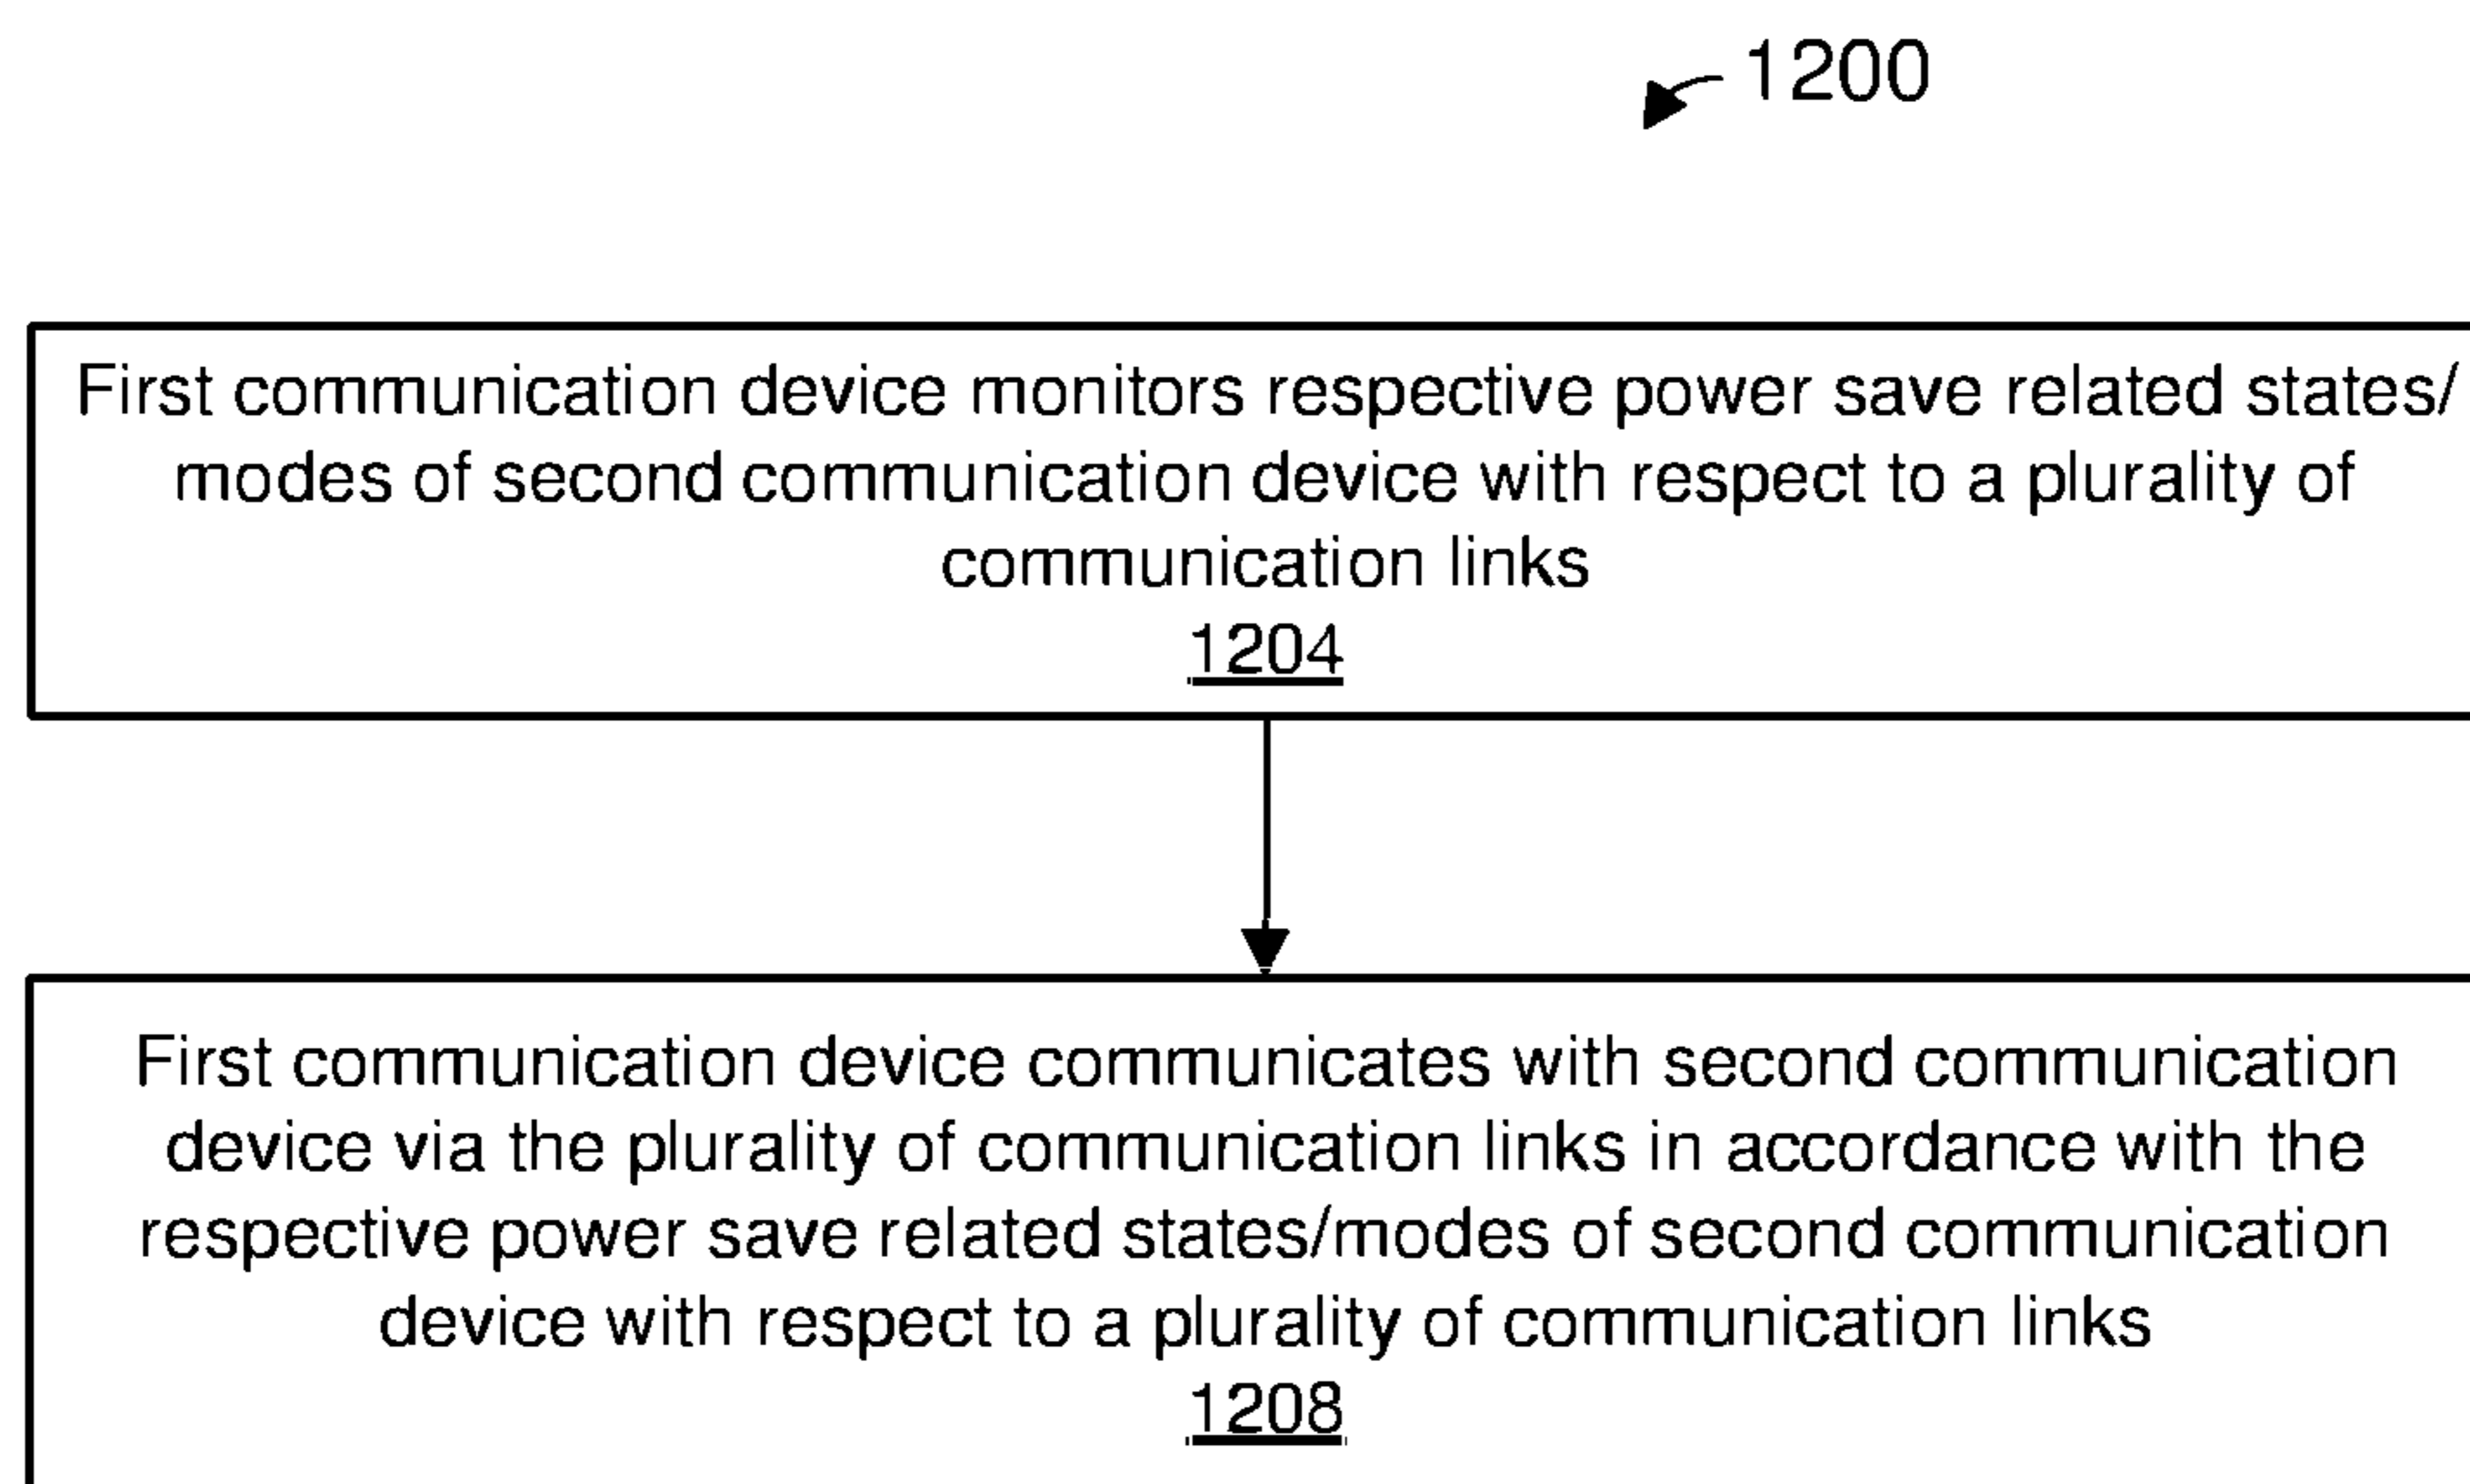 1200
First communication device monitors respective power save related states/
modes of second communication device with respect to a plurality of
communication links
1204
First communication device communicates with second communication
device via the plurality of communication links in accordance with the
respective power save related states/modes of second communication
device with respect to a plurality of communication links
1208